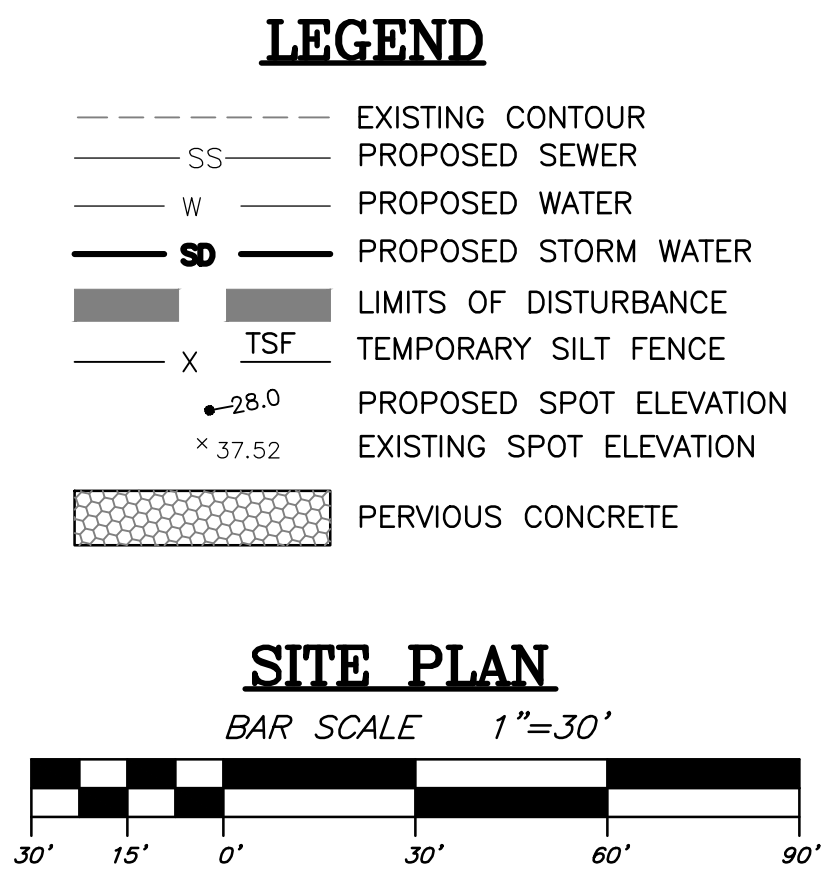 LEGEND
EXISTING CONTOUR
SS PROPOSED SEWER
W PROPOSED WATER
SD PROPOSED STORM WATER
LIMITS OF DISTURBANCE
X TSF TEMPORARY SILT FENCE
28.0 PROPOSED SPOT ELEVATION
× 37.52 EXISTING SPOT ELEVATION
PERVIOUS CONCRETE
SITE PLAN
BAR SCALE 1"=30'
30' 15' 0' 30' 60' 90'